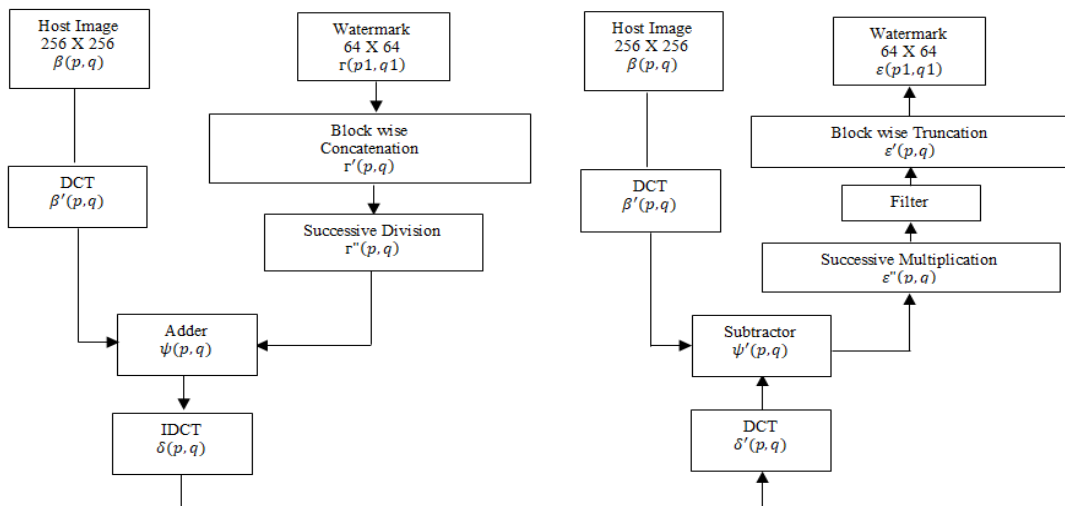 Host Image
256 X 256
β(p,q)
Watermark
64 X 64
r(p1,q1)
Block wise
Concatenation
r′(p,q)
DCT
β′(p,q)
Successive Division
r"(p,q)
Adder
ψ(p,q)
IDCT
δ(p,q)
Host Image
256 X 256
β(p,q)
Watermark
64 X 64
ε(p1,q1)
Block wise Truncation
ε′(p,q)
DCT
β′(p,q)
Filter
Successive Multiplication
ε"(p,q)
Subtractor
ψ′(p,q)
DCT
δ′(p,q)